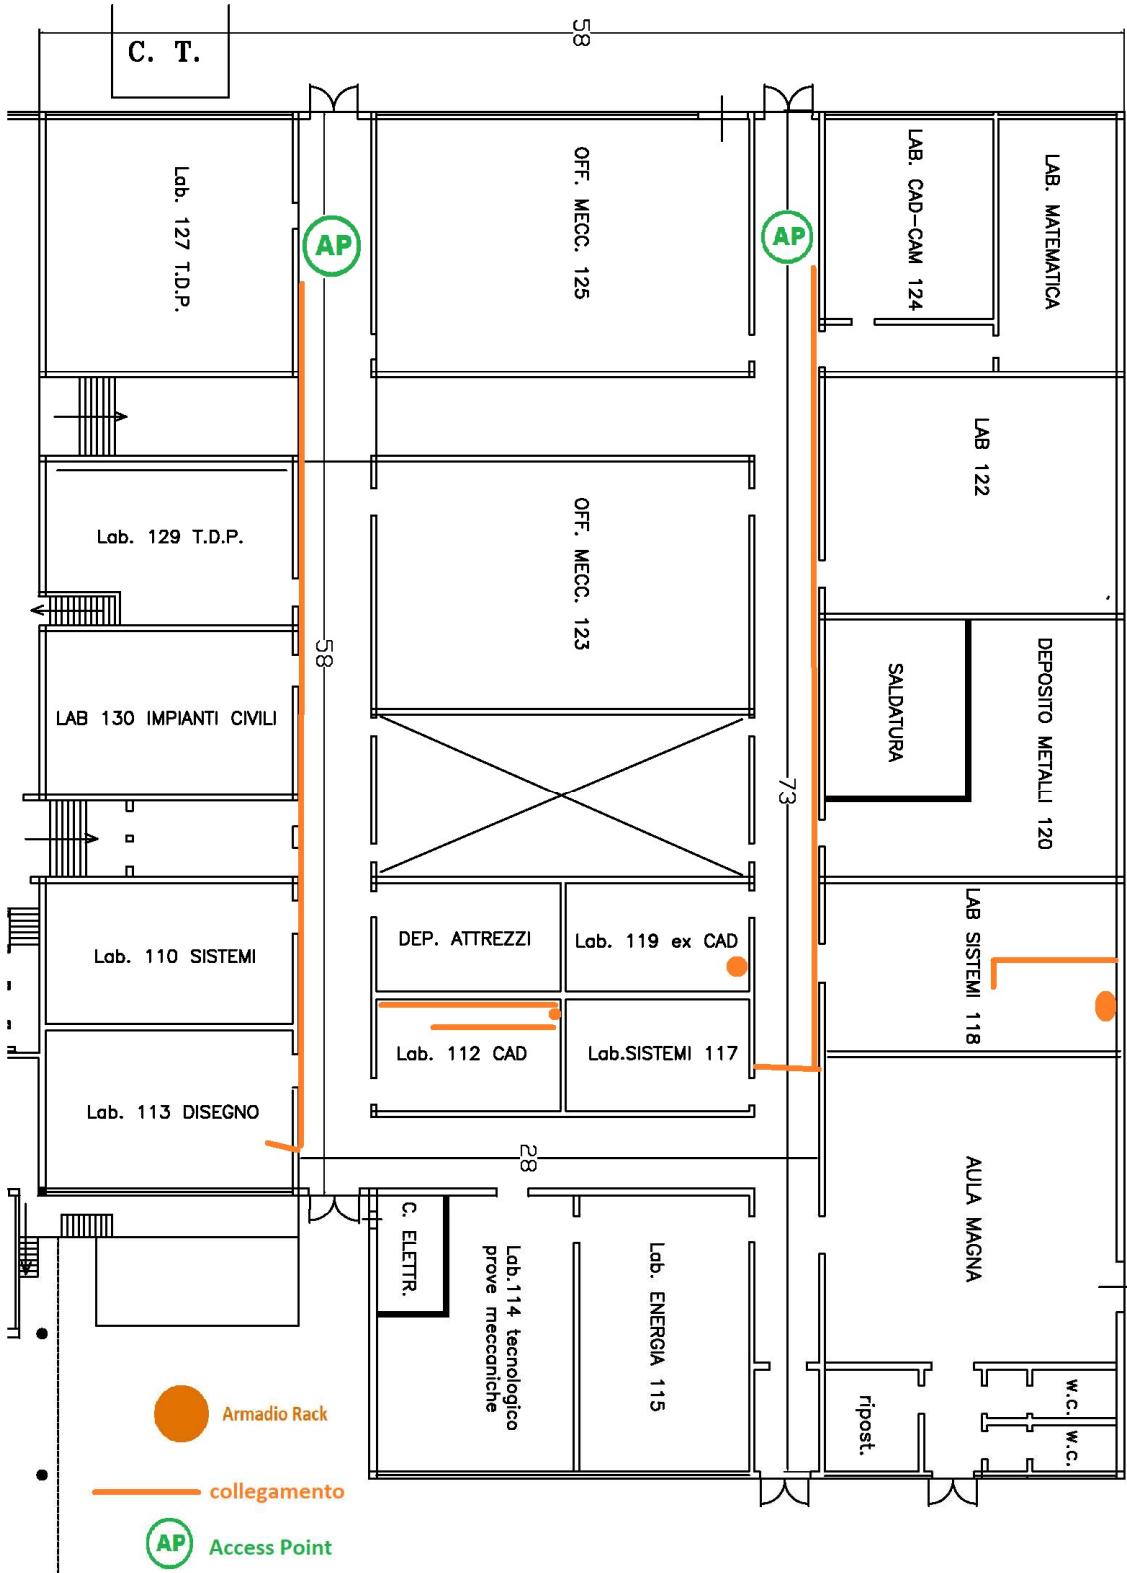 58
C. T.
Lab. 127 T.D.P.
AP
OFF. MECC. 125
AP
LAB. CAD-CAM 124
LAB. MATEMATICA
Lab. 129 T.D.P.
OFF. MECC. 123
LAB 122
58
LAB 130 IMPIANTI CIVILI
SALDATURA
DEPOSITO METALLI 120
73
Lab. 110 SISTEMI
DEP. ATTREZZI
Lab. 119 ex CAD
LAB SISTEMI 118
Lab. 112 CAD
Lab.SISTEMI 117
Lab. 113 DISEGNO
28
AULA MAGNA
C. ELETTR.
Lab.114 tecnologico
prove meccaniche
Lab. ENERGIA 115
ripost.
w.c.
w.c.
Armadio Rack
collegamento
AP Access Point